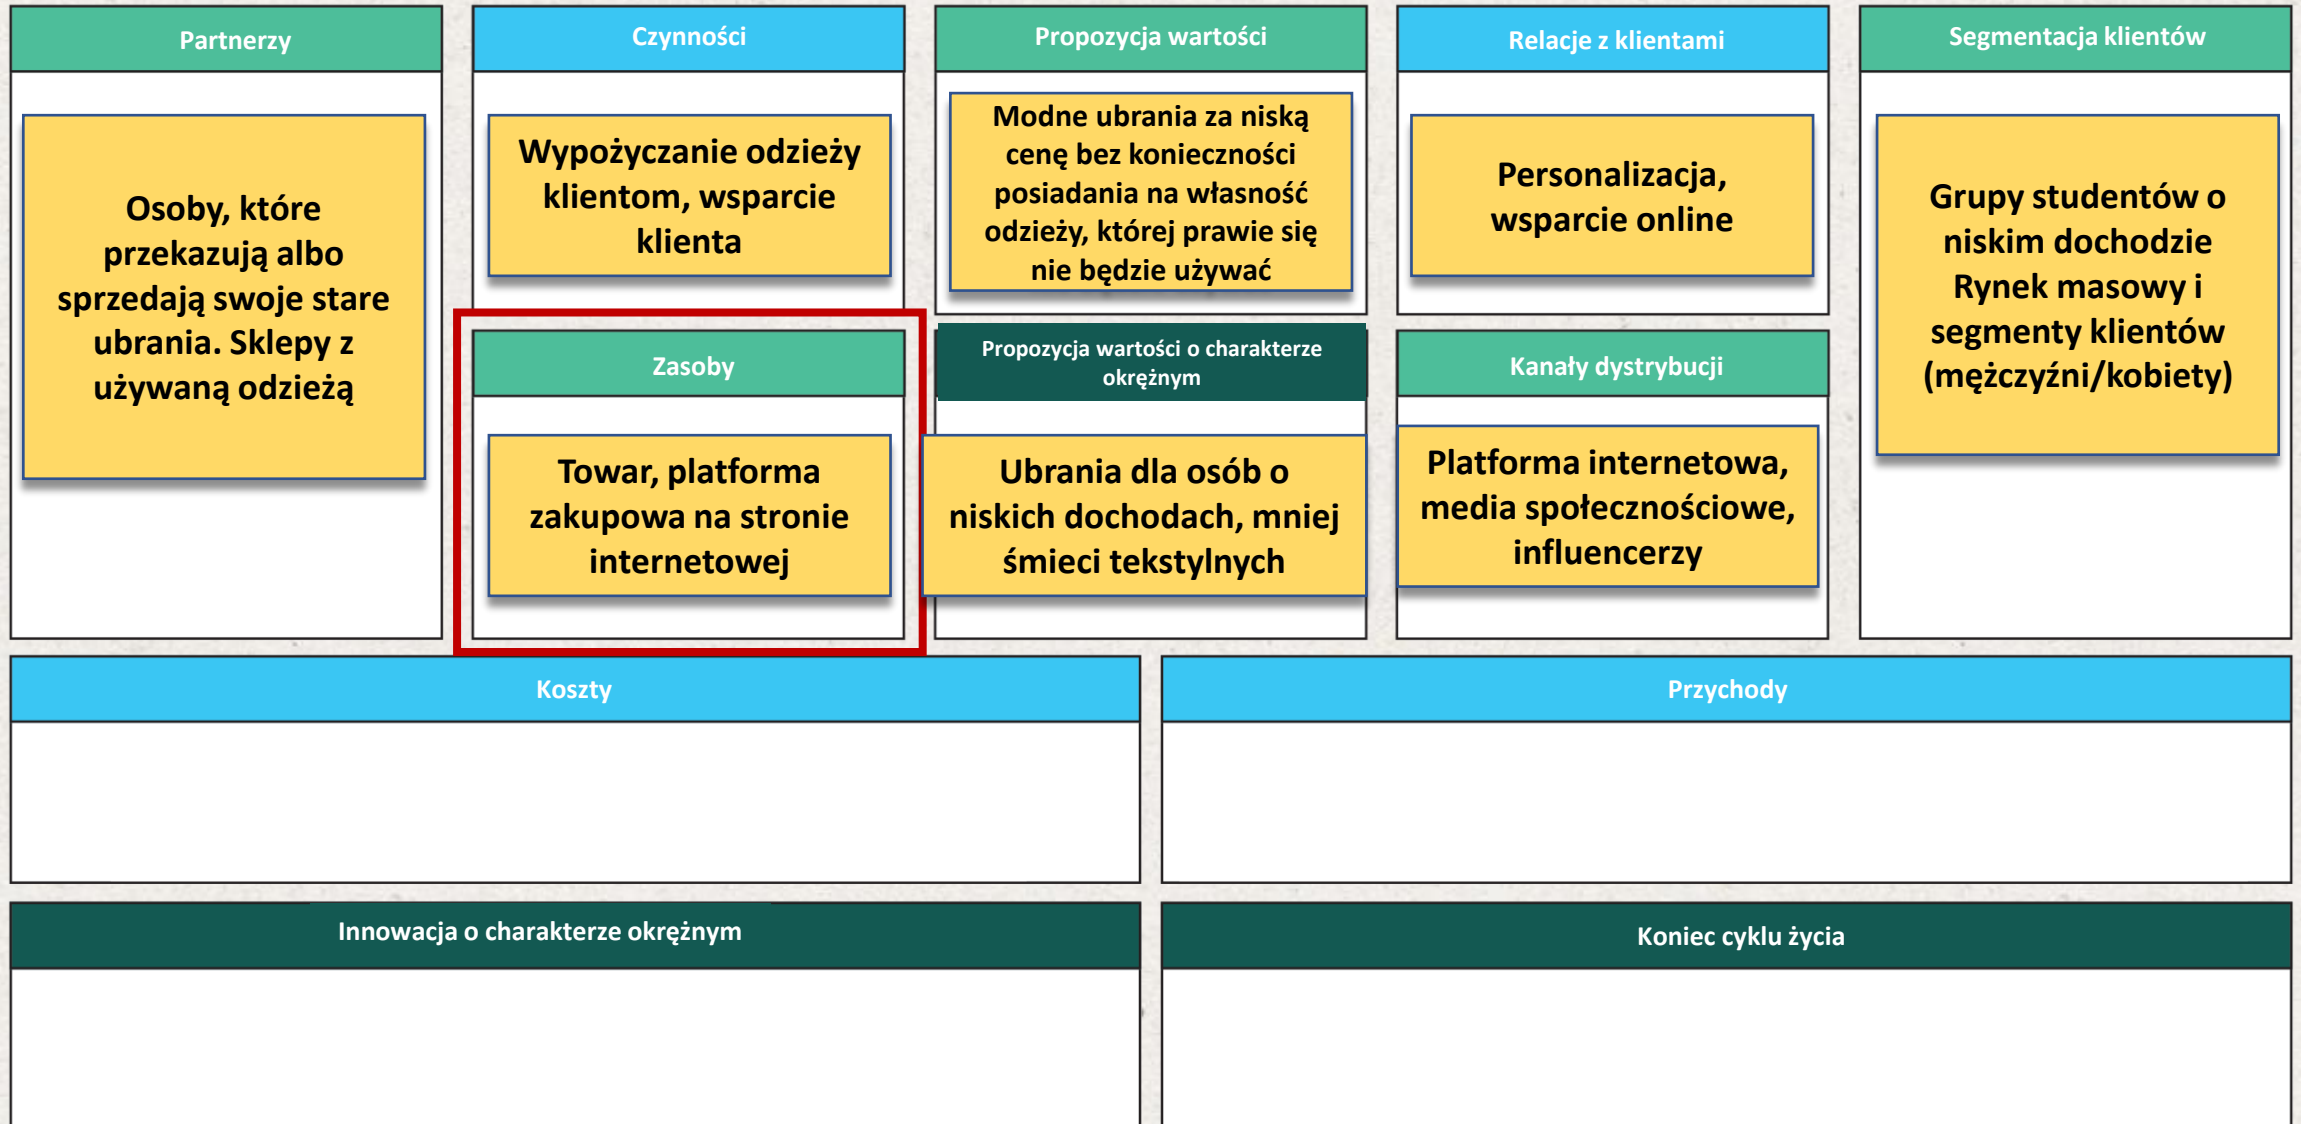 Partnerzy
Osoby, które
przekazują albo
sprzedają swoje stare
ubrania. Sklepy z
używaną odzieżą
Czynności
Wypożyczanie odzieży
klientom, wsparcie
klienta
Zasoby
Towar, platforma
zakupowa na stronie
internetowej
Propozycja wartości
Modne ubrania za niską
cenę bez konieczności
posiadania na własność
odzieży, której prawie się
nie będzie używać
Propozycja wartości o charakterze
okrężnym
Ubrania dla osób o
niskich dochodach, mniej
śmieci tekstylnych
Relacje z klientami
Personalizacja,
wsparcie online
Kanały dystrybucji
Platforma internetowa,
media społecznościowe,
influencerzy
Segmentacja klientów
Grupy studentów o
niskim dochodzie
Rynek masowy i
segmenty klientów
(mężczyźni/kobiety)
Koszty
Przychody
Innowacja o charakterze okrężnym
Koniec cyklu życia